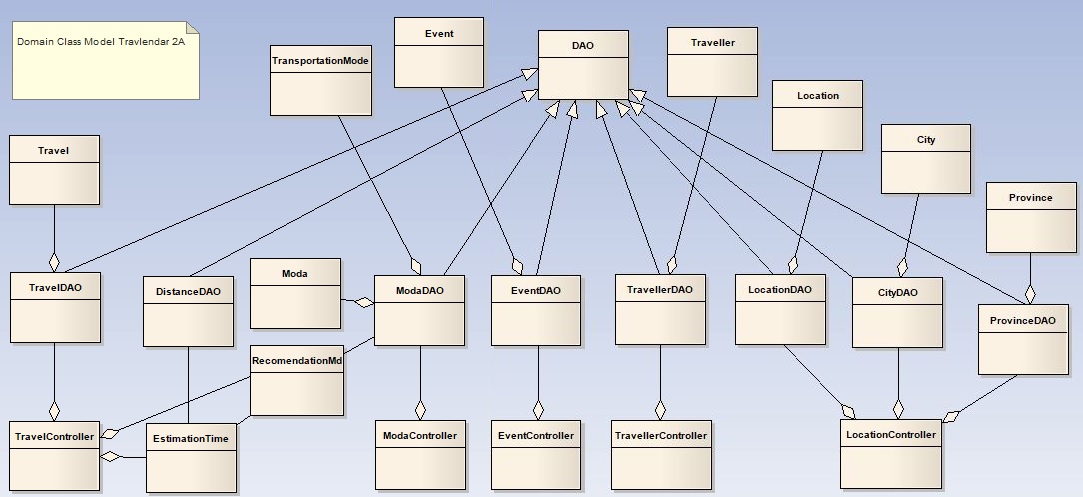 Domain Class Model Travlendar 2A
Event
DAO
Traveller
TransportationMode
Location
City
Travel
Province
Moda
TravelDAO
DistanceDAO
ModaDAO
EventDAO
TravellerDAO
LocationDAO
CityDAO
ProvinceDAO
RecomendationMd
TravelController
EstimationTime
ModaController
EventController
TravellerController
LocationController